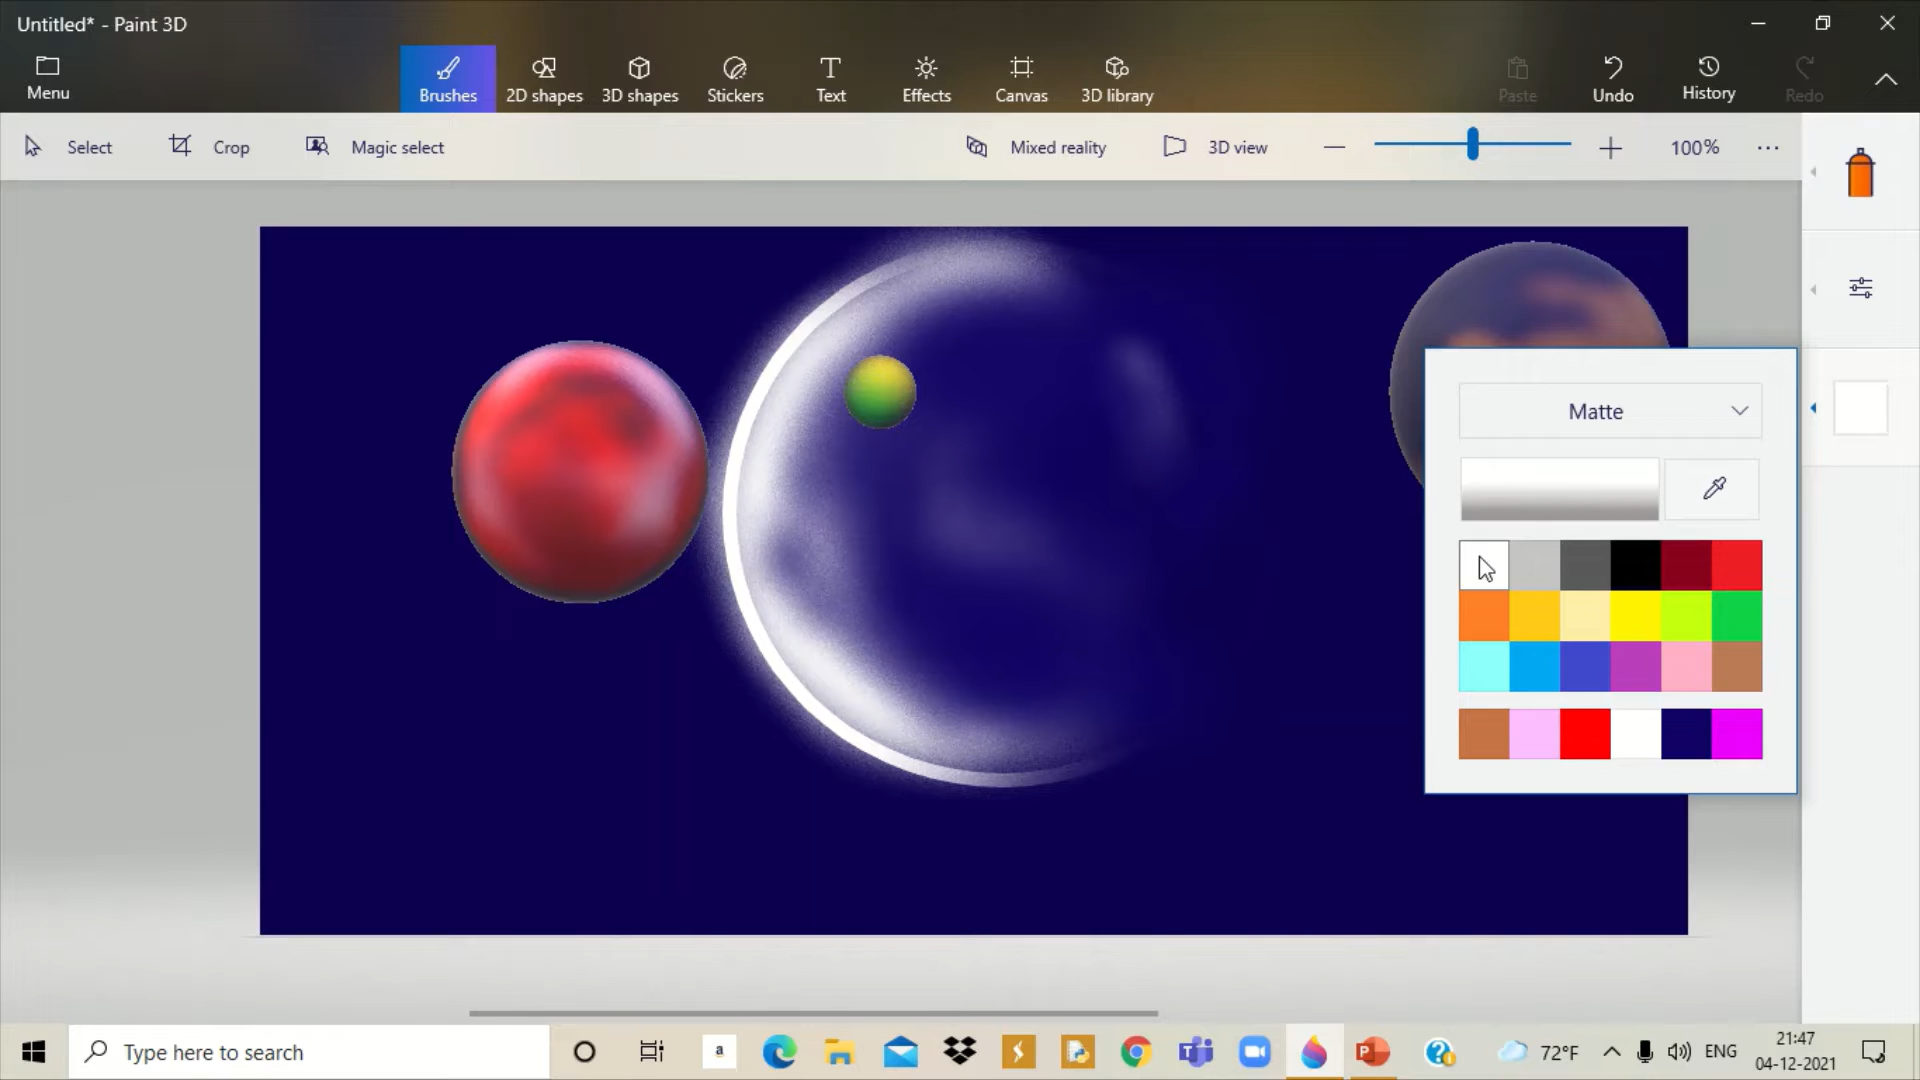 Untitled* - Paint 3D
Menu
Brushes
2D shapes
3D shapes
Stickers
Text
Effects
Canvas
3D library
Paste
Undo
History
Redo
Select
Crop
Magic select
Mixed reality
3D view
100%
Matte
Type here to search
a
72°F
ENG
21:47
04-12-2021